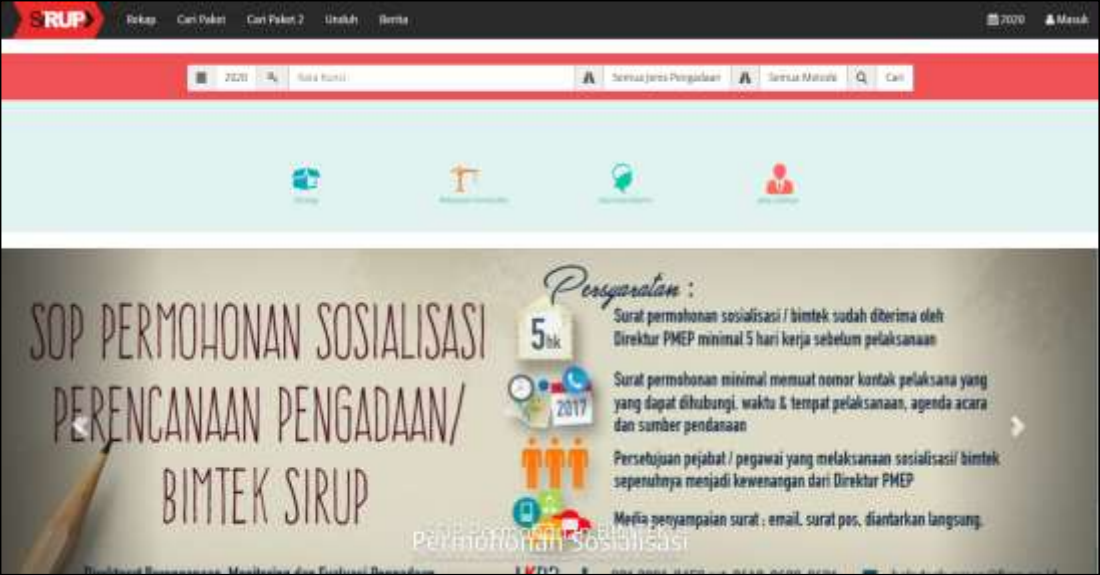 SIRUP
Rekap Cari Paket Cari Paket 2 Unduh Berita 2020 Masuk
2020 Kata Kunci Semua Jenis Pengadaan Semua Metode Cari
SOP PERMOHONAN SOSIALISASI
PERENCANAAN PENGADAAN/
BIMTEK SIRUP
Persyaratan :
5hk
Surat permohonan sosialisasi / bimtek sudah diterima oleh
Direktur PMEP minimal 5 hari kerja sebelum pelaksanaan
2017
Surat permohonan minimal memuat nomor kontak pelaksana yang
yang dapat dihubungi, waktu & tempat pelaksanaan, agenda acara
dan sumber pendanaan
Persetujuan pejabat / pegawai yang melaksanaan sosialisasi/ bimtek
sepenuhnya menjadi kewenangan dari Direktur PMEP
Media penyampaian surat : email, surat pos, diantarkan langsung.
Permohonan Sosialisasi